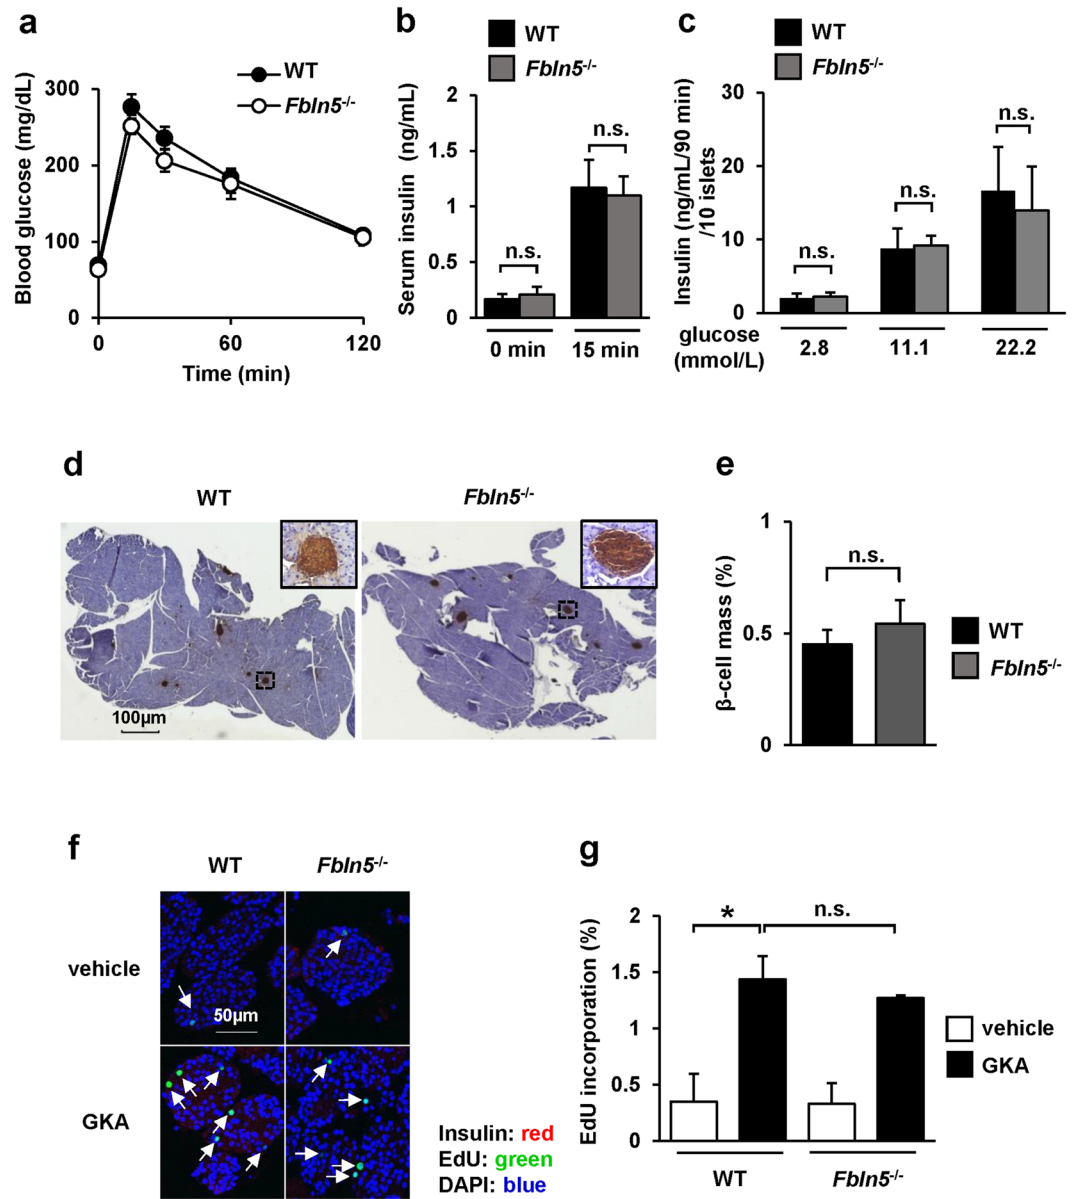 a
WT
Fbln5-/-
Blood glucose (mg/dL)
300
200
100
0
0
60
120
Time (min)
b
WT
Fbln5-/-
Serum insulin (ng/mL)
2
1.5
1
0.5
0
n.s.
n.s.
0 min
15 min
c
WT
Fbln5-/-
Insulin (ng/mL/90 min)
/10 islets
30
20
10
0
n.s.
n.s.
n.s.
glucose
(mmol/L)
2.8
11.1
22.2
d
WT
Fbln5-/-
100µm
e
β-cell mass (%)
1
0.5
0
n.s.
WT
Fbln5-/-
f
WT
Fbln5-/-
vehicle
50µm
GKA
Insulin: red
EdU: green
DAPI: blue
g
EdU incorporation (%)
2
1.5
1
0.5
0
*
n.s.
vehicle
GKA
WT
Fbln5-/-